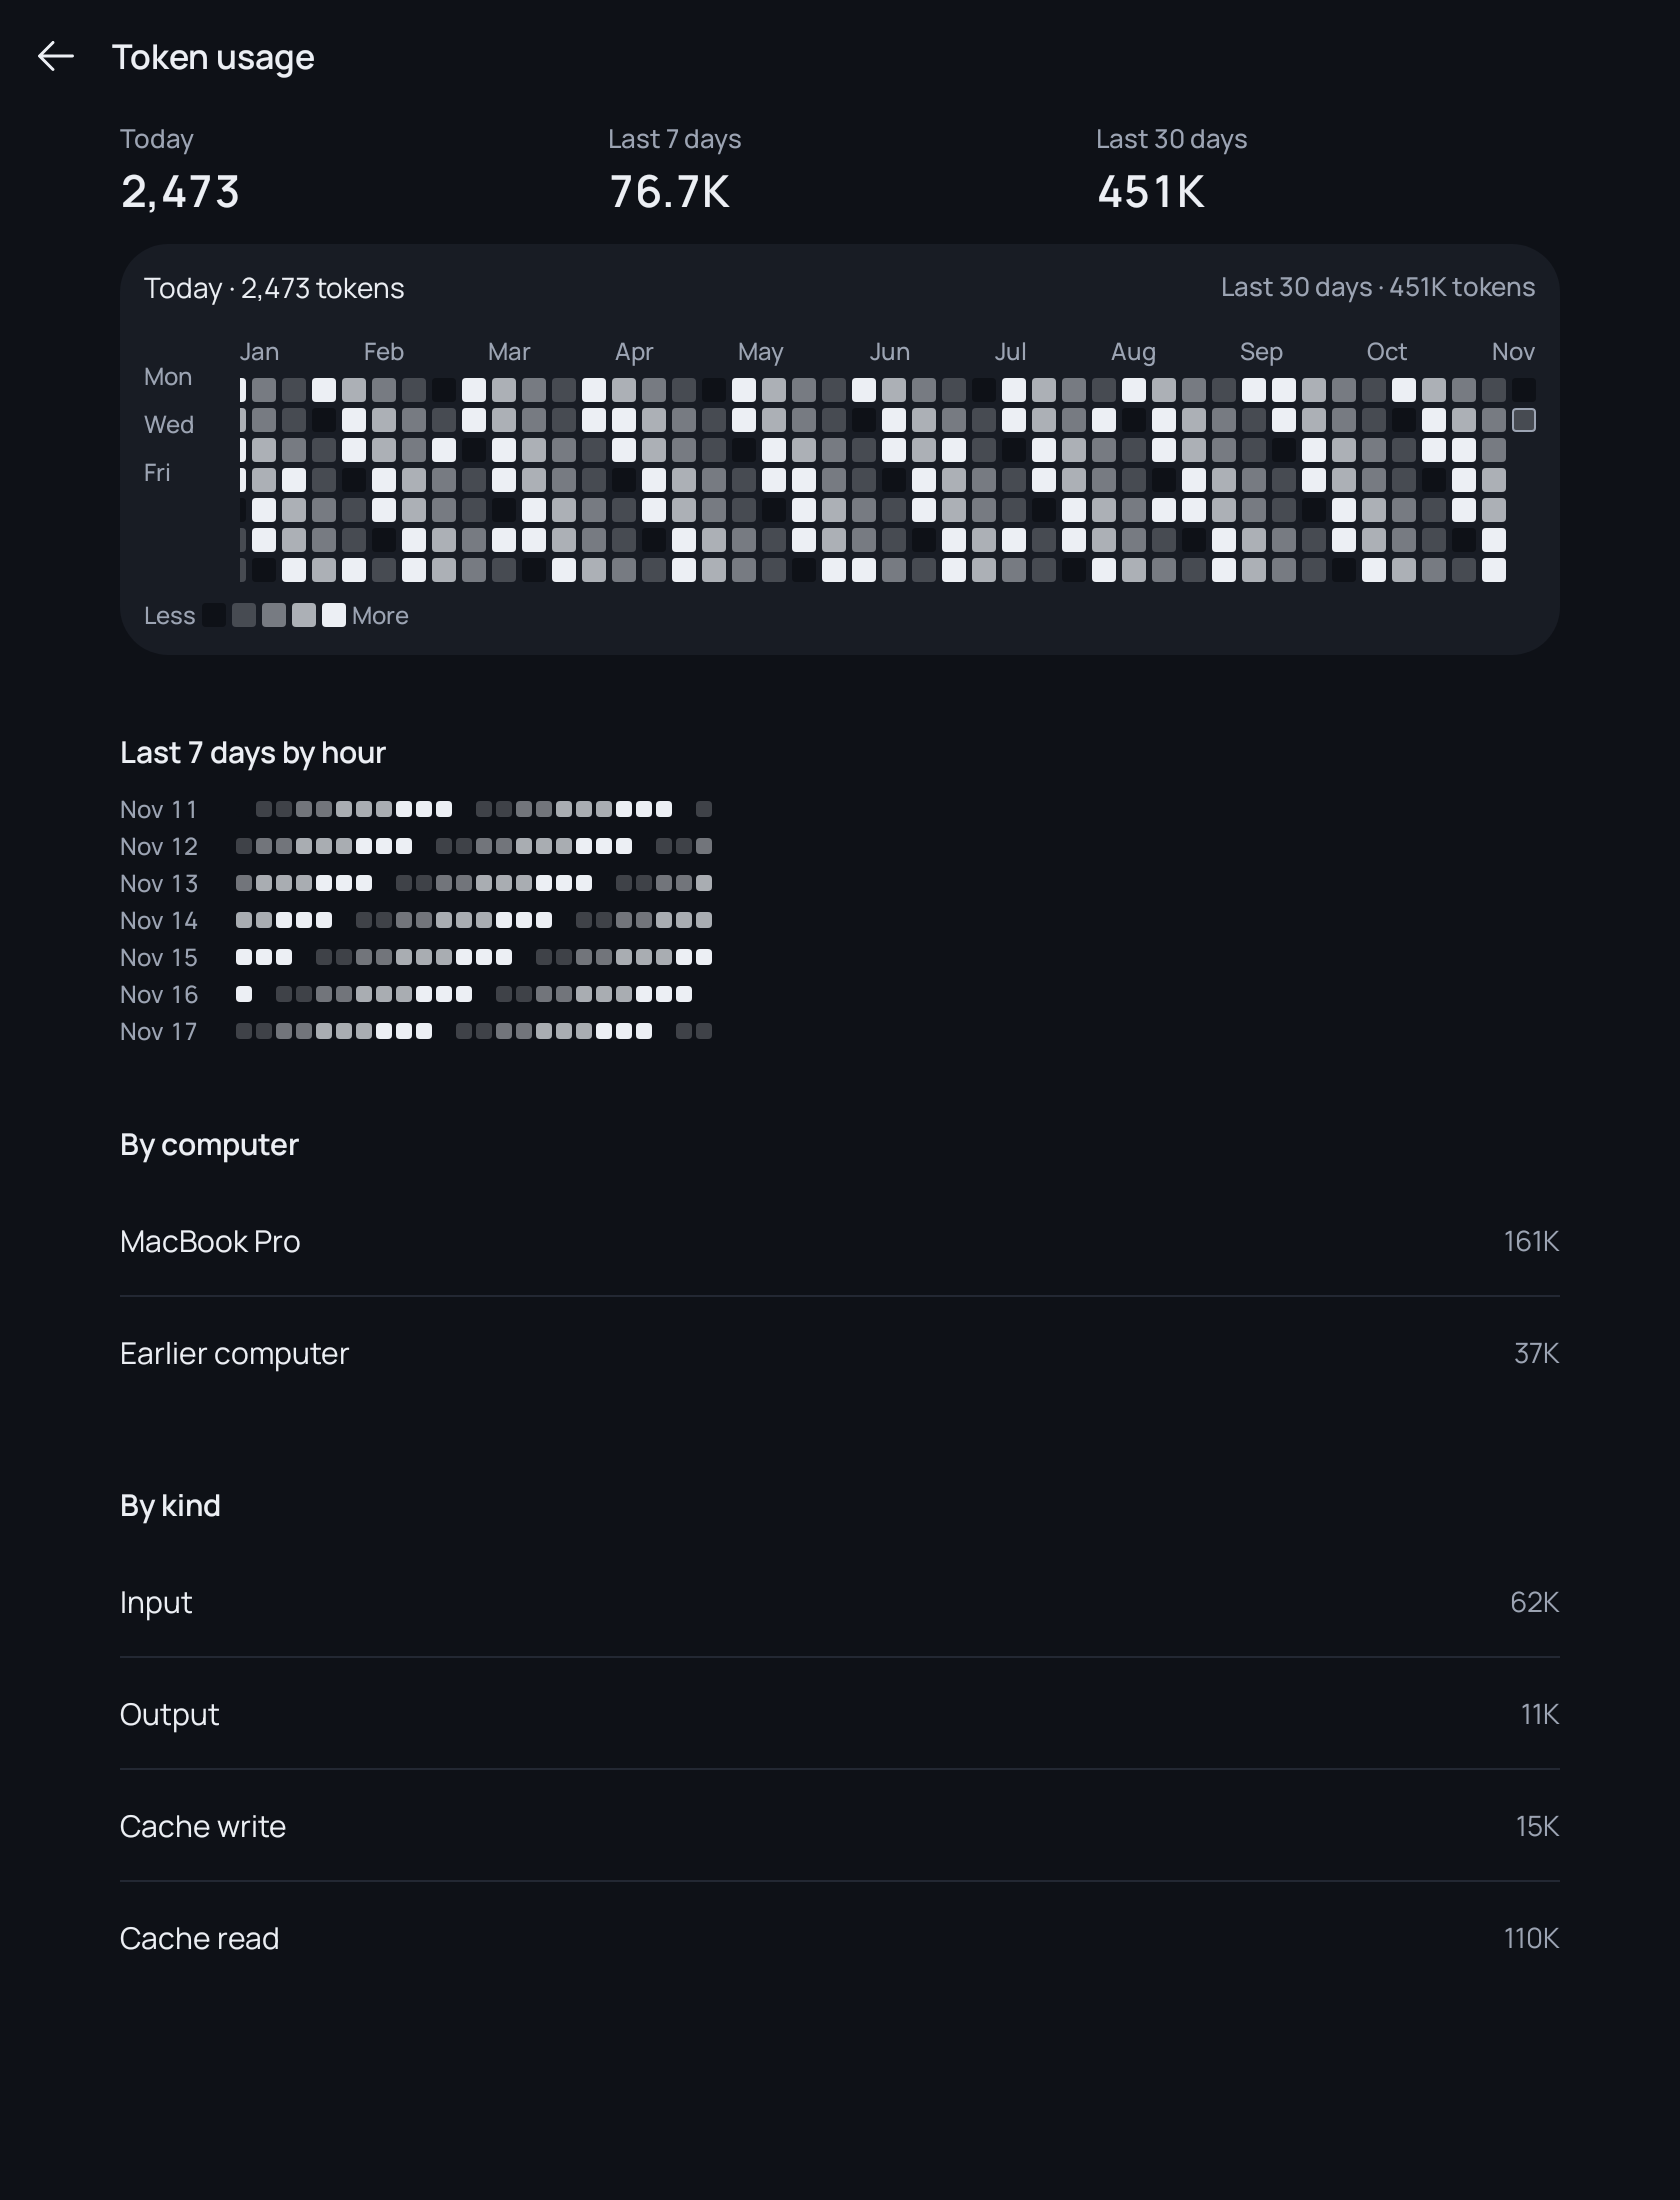 Token usage
Today
2,473
Last 7 days
76.7K
Last 30 days
451K
Today · 2,473 tokens
Last 30 days · 451K tokens
Jan Feb Mar Apr May Jun Jul Aug Sep Oct Nov
Mon
Wed
Fri
Less More
Last 7 days by hour
Nov 11
Nov 12
Nov 13
Nov 14
Nov 15
Nov 16
Nov 17
By computer
MacBook Pro 161K
Earlier computer 37K
By kind
Input 62K
Output 11K
Cache write 15K
Cache read 110K